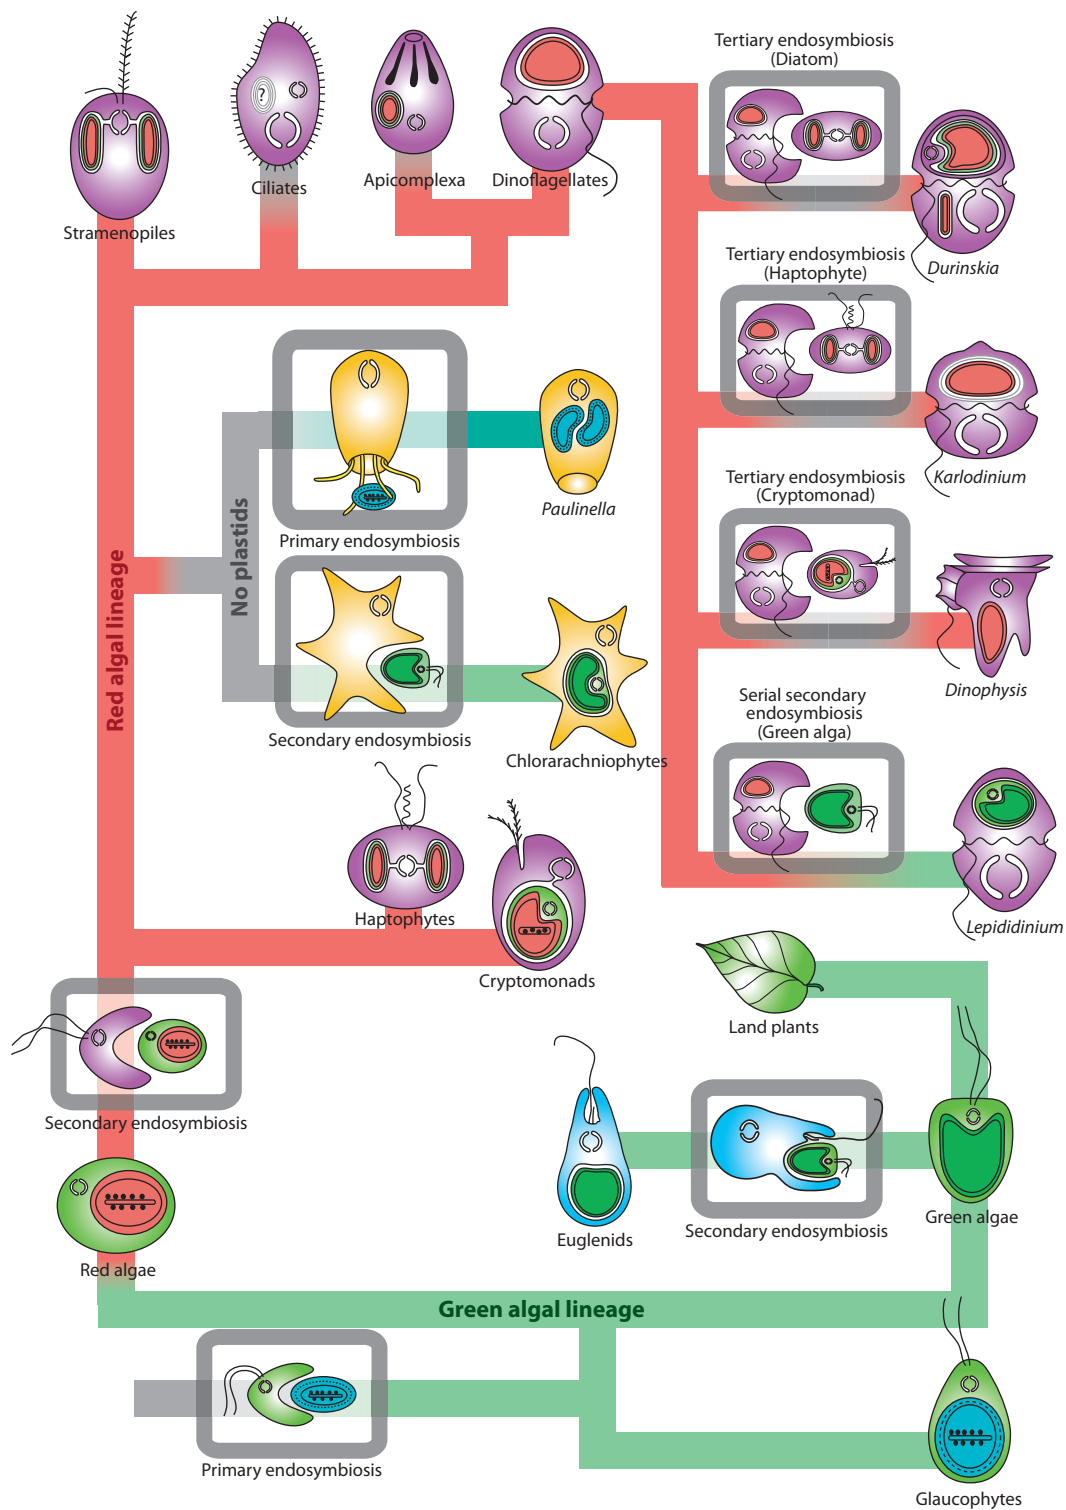 Tertiary endosymbiosis
(Diatom)
?
Ciliates
Apicomplexa
Dinoflagellates
Stramenopiles
Durinskia
Tertiary endosymbiosis
(Haptophyte)
Karlodinium
Paulinella
Primary endosymbiosis
No plastids
Red algal lineage
Tertiary endosymbiosis
(Cryptomonad)
Dinophysis
Secondary endosymbiosis
Chlorarachniophytes
Serial secondary
endosymbiosis
(Green alga)
Lepididinium
Haptophytes
Cryptomonads
Land plants
Secondary endosymbiosis
Red algae
Euglenids
Secondary endosymbiosis
Green algae
Green algal lineage
Primary endosymbiosis
Glaucophytes